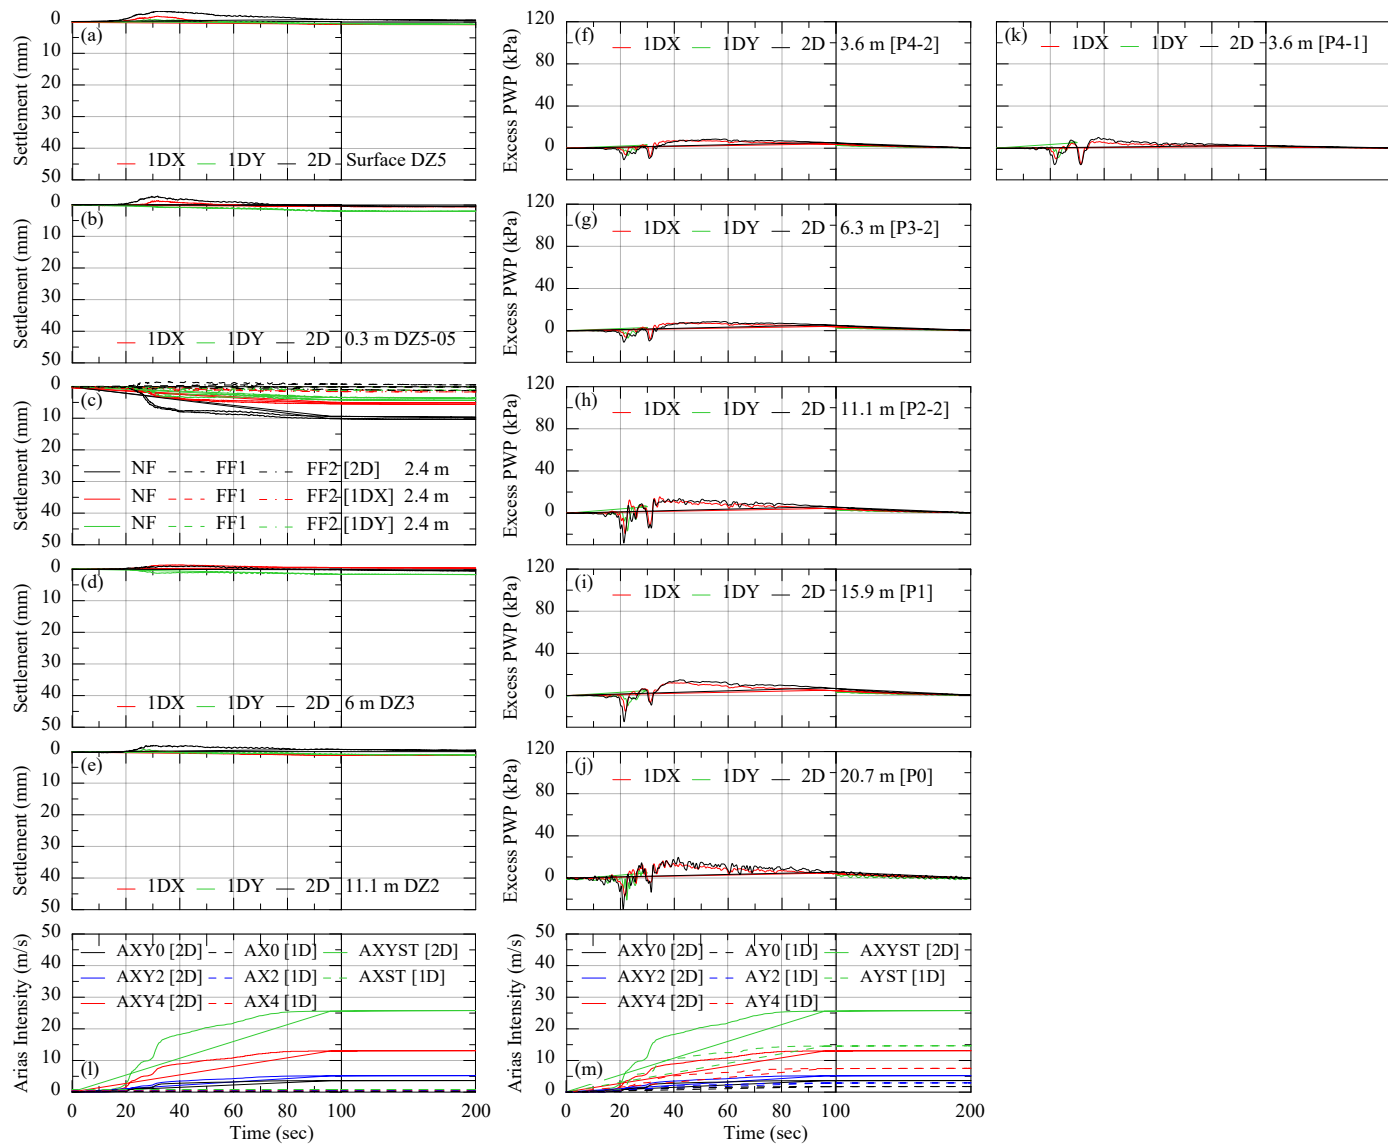 Settlement (mm)
0
10
20
30
40
50
(a)
1DX 1DY 2D Surface DZ5
Settlement (mm)
0
10
20
30
40
50
(b)
1DX 1DY 2D 0.3 m DZ5-05
Settlement (mm)
0
10
20
30
40
50
(c)
NF FF1 FF2 [2D] 2.4 m
NF FF1 FF2 [1DX] 2.4 m
NF FF1 FF2 [1DY] 2.4 m
Settlement (mm)
0
10
20
30
40
50
(d)
1DX 1DY 2D 6 m DZ3
Settlement (mm)
0
10
20
30
40
50
(e)
1DX 1DY 2D 11.1 m DZ2
Arias Intensity (m/s)
50
40
30
20
10
0
AXY0 [2D] AX0 [1D] AXYST [2D]
AXY2 [2D] AX2 [1D] AXST [1D]
AXY4 [2D] AX4 [1D]
(l)
0 20 40 60 80 100 200
Time (sec)
Excess PWP (kPa)
120
80
40
0
(f) 1DX 1DY 2D 3.6 m [P4-2]
Excess PWP (kPa)
120
80
40
0
(g) 1DX 1DY 2D 6.3 m [P3-2]
Excess PWP (kPa)
120
80
40
0
(h) 1DX 1DY 2D 11.1 m [P2-2]
Excess PWP (kPa)
120
80
40
0
(i) 1DX 1DY 2D 15.9 m [P1]
Excess PWP (kPa)
120
80
40
0
(j) 1DX 1DY 2D 20.7 m [P0]
Arias Intensity (m/s)
50
40
30
20
10
0
AXY0 [2D] AY0 [1D] AXYST [2D]
AXY2 [2D] AY2 [1D] AYST [1D]
AXY4 [2D] AY4 [1D]
(m)
0 20 40 60 80 100 200
Time (sec)
(k) 1DX 1DY 2D 3.6 m [P4-1]